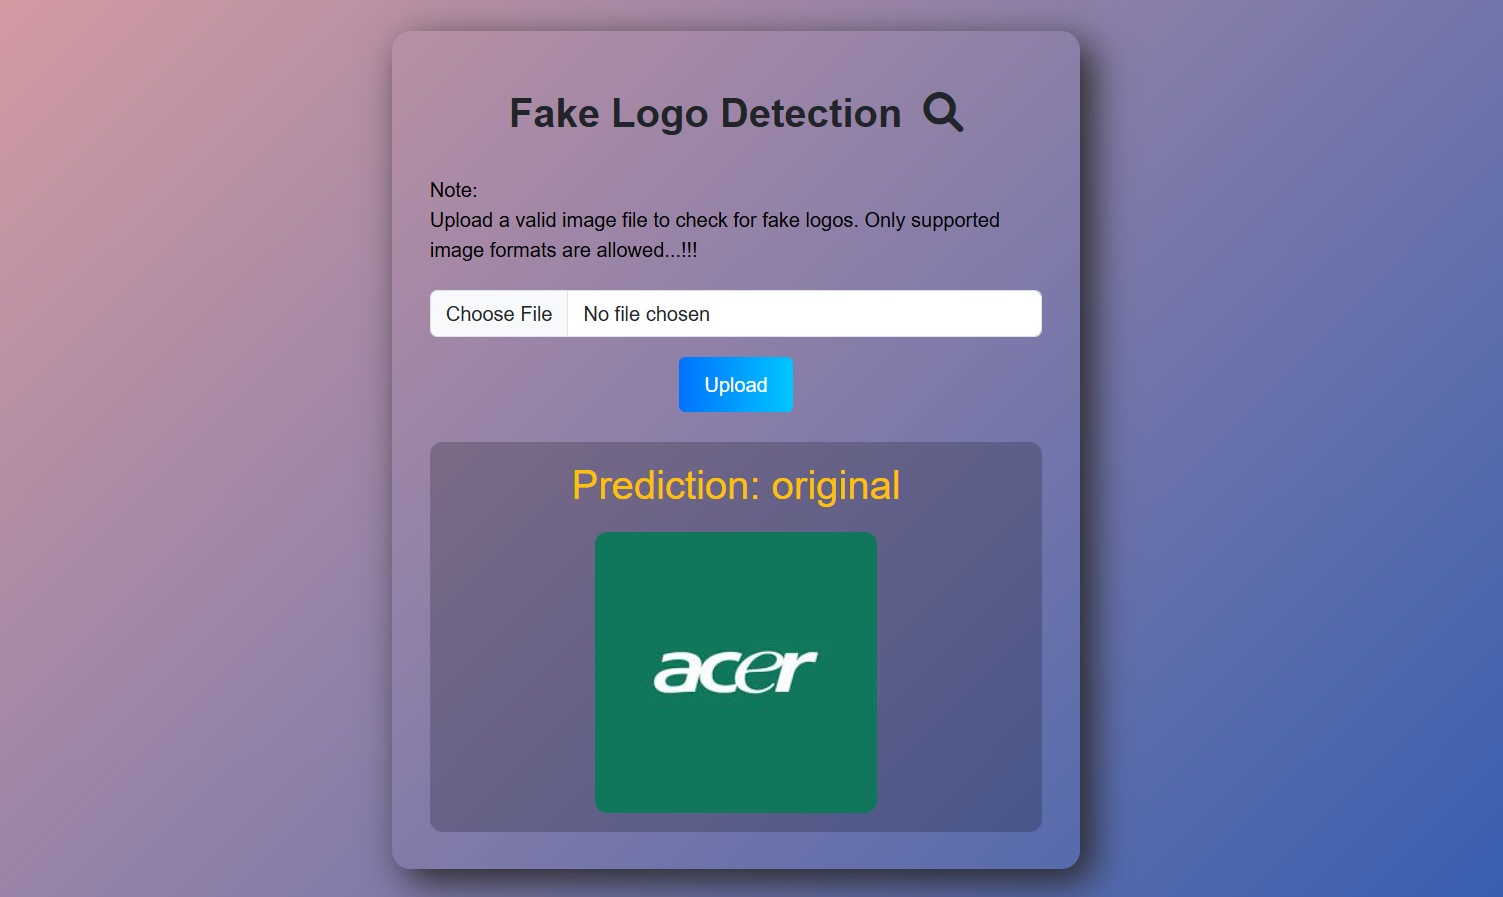 Fake Logo Detection
Note:
Upload a valid image file to check for fake logos. Only supported
image formats are allowed...!!!
Choose File No file chosen
Upload
Prediction: original
acer